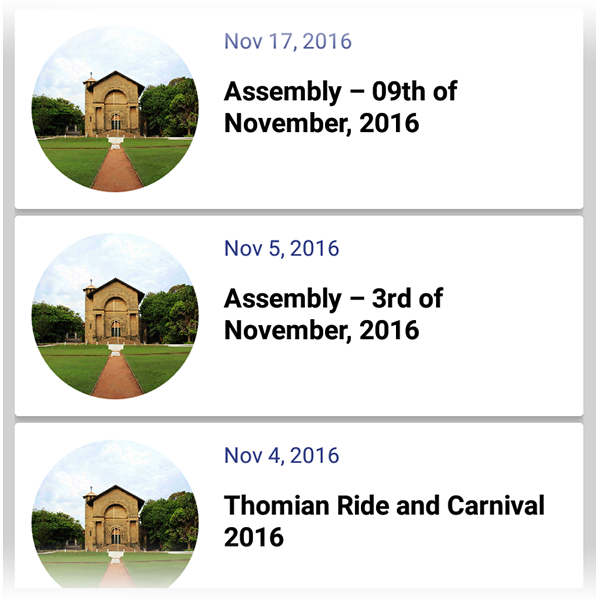 Nov 17, 2016
Assembly – 09th of
November, 2016
Nov 5, 2016
Assembly – 3rd of
November, 2016
Nov 4, 2016
Thomian Ride and Carnival
2016